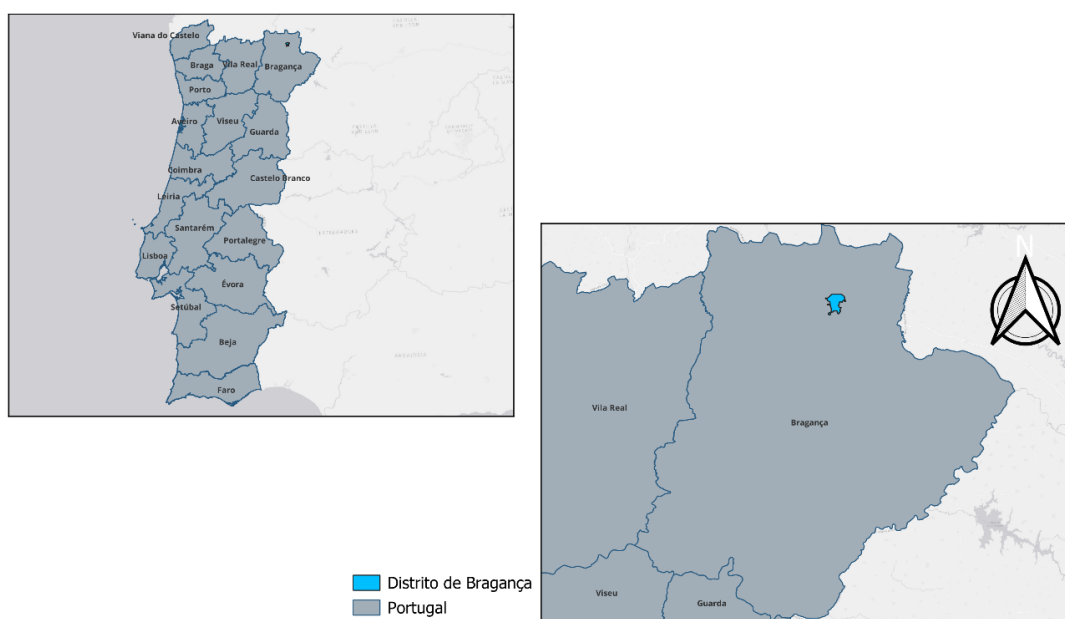 Viana do Castelo
Braga
Vila Real
Bragança
Porto
Aveiro
Viseu
Guarda
Coimbra
Castelo Branco
Leiria
Santarém
Portalegre
Lisboa
Évora
Setúbal
Beja
Faro
N
Vila Real
Bragança
Viseu
Guarda
Distrito de Bragança
Portugal